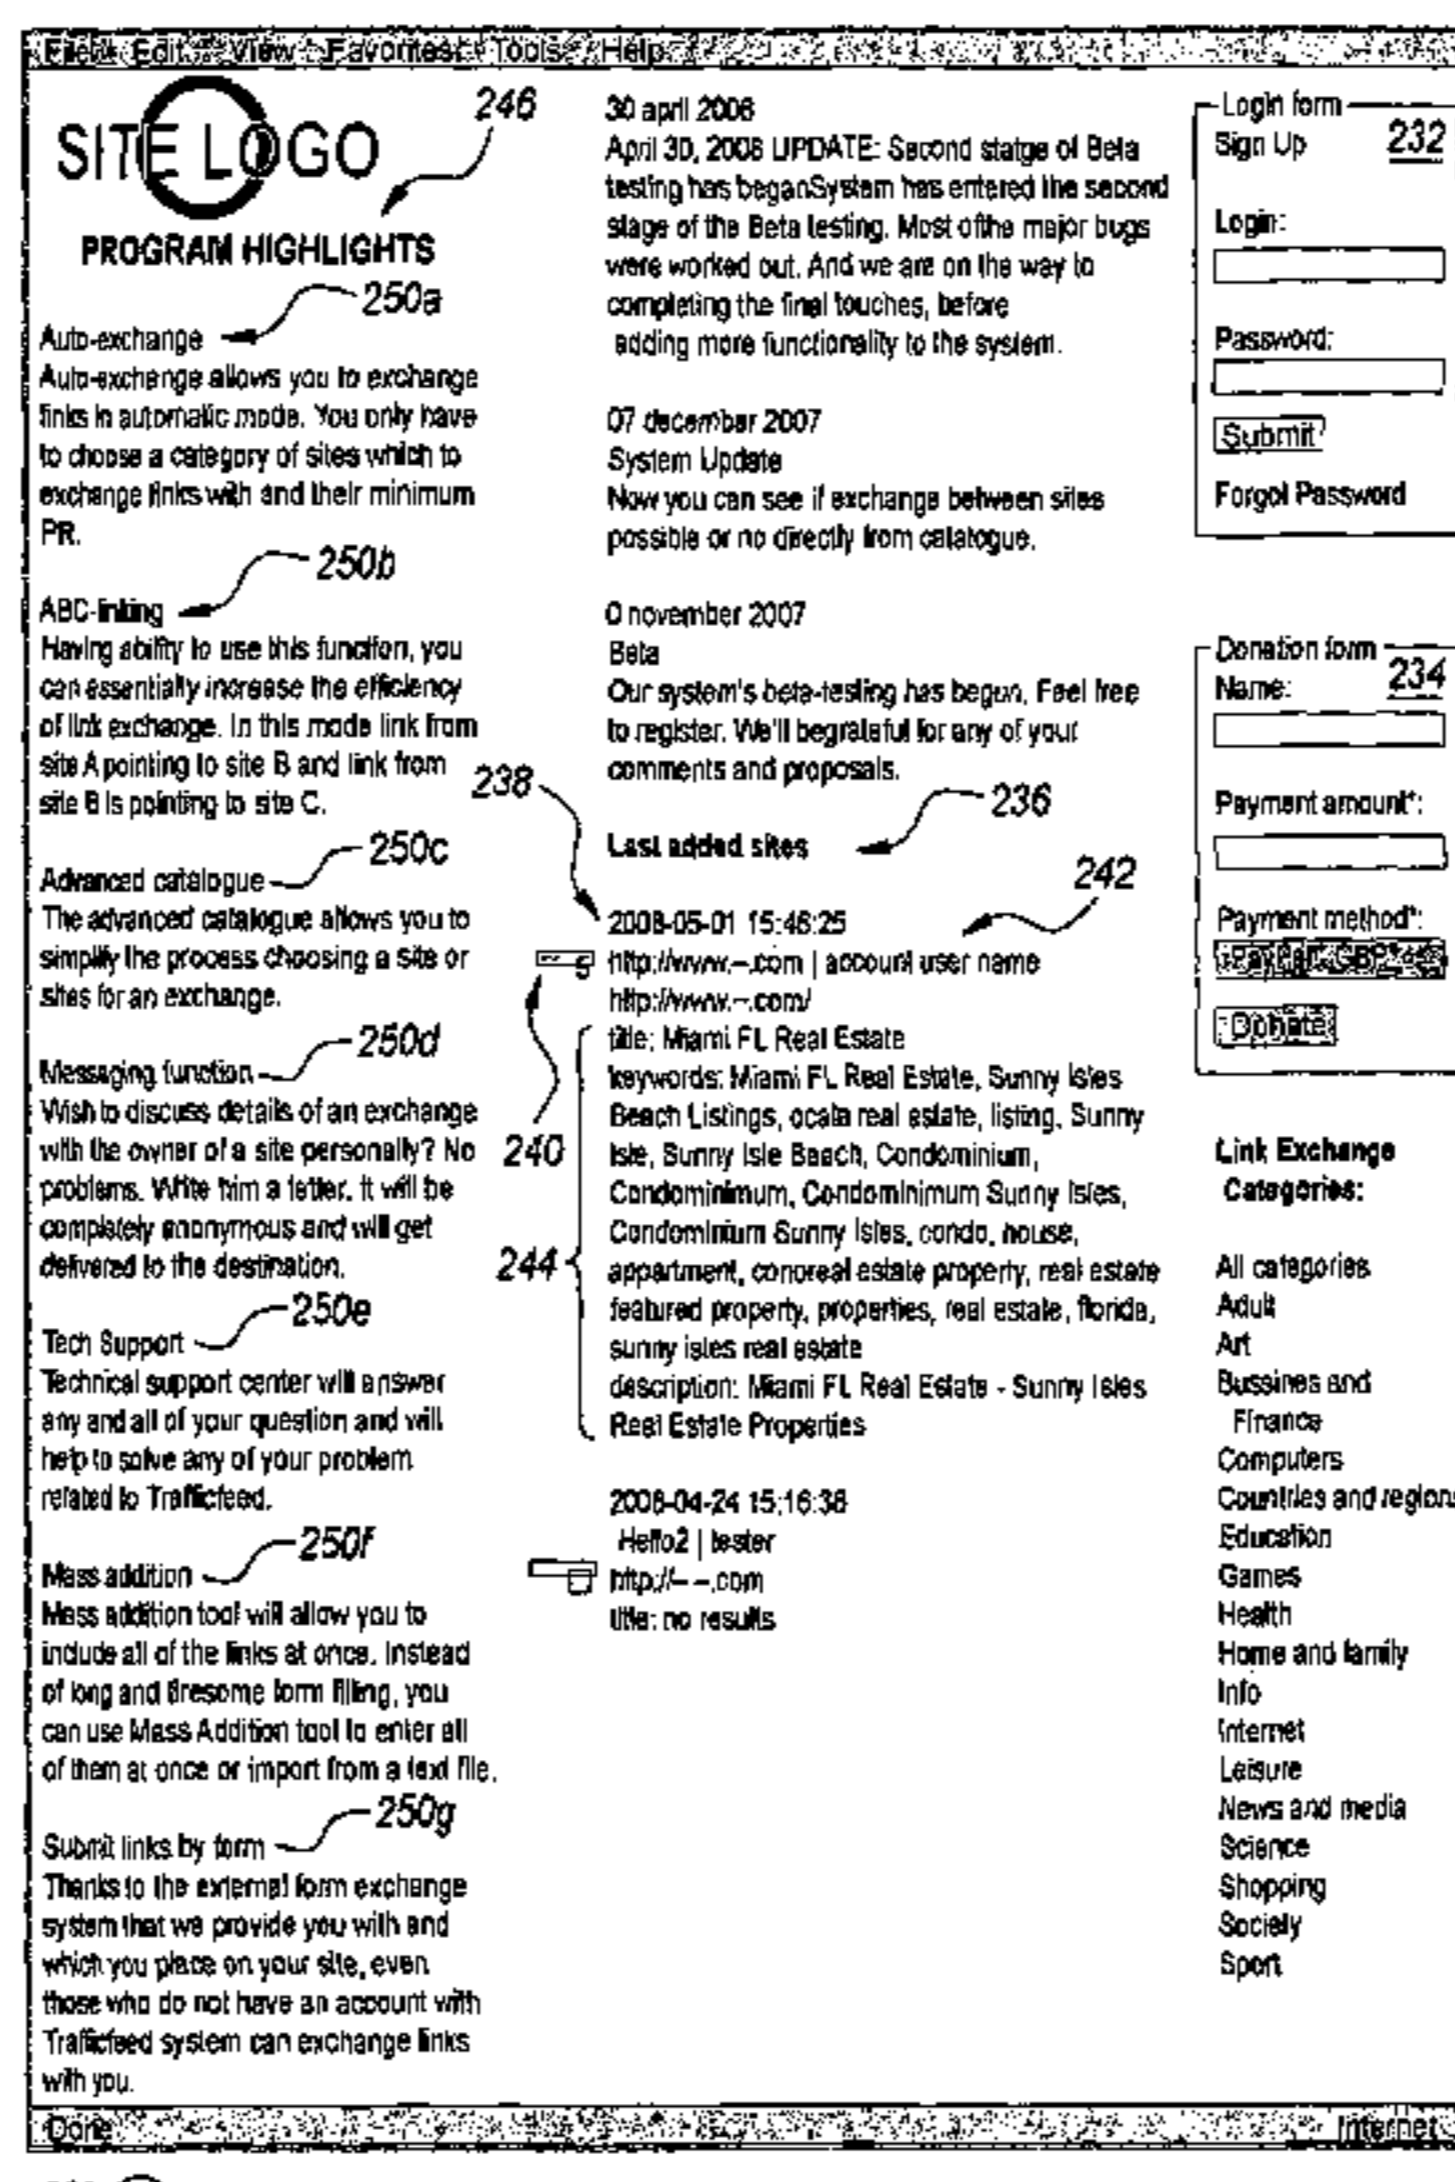 File Edit View Favorites Tools Help
SITE LOGO
246
PROGRAM HIGHLIGHTS
250a
Auto-exchange
Auto-exchange allows you to exchange
links in automatic mode. You only have
to choose a category of sites which to
exchange links with and their minimum
PR.
250b
ABC-linking
Having ability to use this function, you
can essentially increase the efficiency
of link exchange. In this mode link from
site A pointing to site B and link from
site B is pointing to site C.
250c
Advanced catalogue
The advanced catalogue allows you to
simplify the process choosing a site or
sites for an exchange.
250d
Messaging function
Wish to discuss details of an exchange
with the owner of a site personally? No
problems. Write him a letter. It will be
completely anonymous and will get
delivered to the destination.
250e
Tech Support
Technical support center will answer
any and all of your question and will
help to solve any of your problem
related to Trafficfeed.
250f
Mass addition
Mass addition tool will allow you to
include all of the links at once. Instead
of long and tiresome form filling, you
can use Mass Addition tool to enter all
of them at once or import from a text file.
250g
Submit links by form
Thanks to the external form exchange
system that we provide you with and
which you place on your site, even
those who do not have an account with
Trafficfeed system can exchange links
with you.
30 april 2006
April 30, 2008 UPDATE: Second statge of Beta
testing has beganSystem has entered the second
stage of the Beta testing. Most ofthe major bugs
were worked out. And we are on the way to
completing the final touches, before
adding more functionality to the system.
07 december 2007
System Update
Now you can see if exchange between sites
possible or no directly from catalogue.
0 november 2007
Beta
Our system's beta-testing has begun. Feel free
to register. We'll begrateful for any of your
comments and proposals.
238
236
Last added sites
242
2008-05-01 15:46:25
http://www.–.com | account user name
http://www.–.com/
240
244
title: Miami FL Real Estate
keywords: Miami FL Real Estate, Sunny Isles
Beach Listings, ocala real estate, listing, Sunny
Isle, Sunny Isle Beach, Condominium,
Condominimum, Condominimum Sunny Isles,
Condominium Sunny Isles, condo, house,
appartment, conoreal estate property, real estate
featured property, properties, real estate, florida,
sunny isles real estate
description: Miami FL Real Estate - Sunny Isles
Real Estate Properties
2008-04-24 15:16:38
Hello2 | tester
http://– –.com
title: no results
Login form
Sign Up 232
Login:
Password:
Submit
Forgot Password
Donation form
Name: 234
Payment amount*:
Payment method*:
PayPal: GBP
Donate
Link Exchange
Categories:
All categories
Adult
Art
Bussines and
Finance
Computers
Countries and regions
Education
Games
Health
Home and family
Info
Internet
Leisure
News and media
Science
Shopping
Society
Sport
Done
Internet